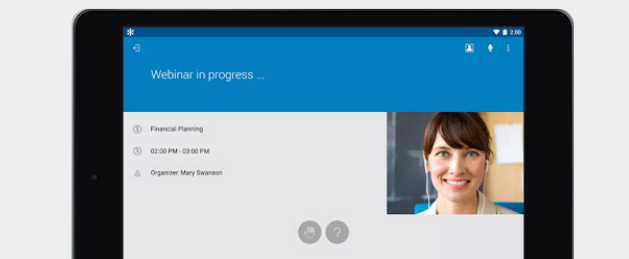 2:00
Webinar in progress ...
Financial Planning
02:00 PM - 03:00 PM
Organizer: Mary Swanson
?